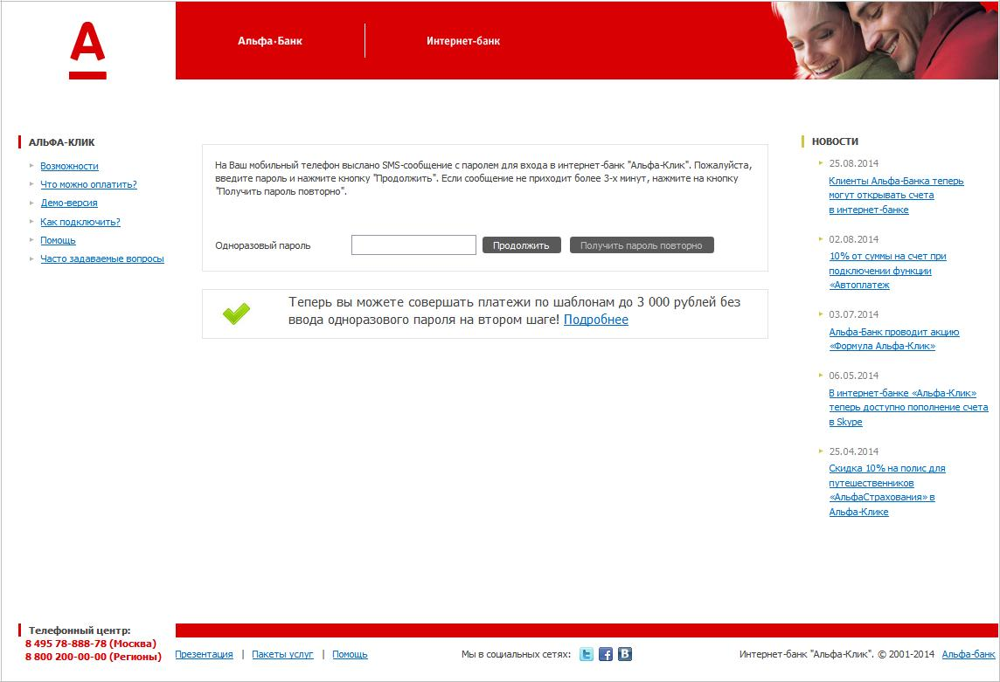 А
Альфа·Банк
Интернет-банк
АЛЬФА-КЛИК
Возможности
Что можно оплатить?
Демо-версия
Как подключить?
Помощь
Часто задаваемые вопросы
На Ваш мобильный телефон выслано SMS-сообщение с паролем для входа в интернет-банк "Альфа-Клик". Пожалуйста,
введите пароль и нажмите кнопку "Продолжить". Если сообщение не приходит более 3-х минут, нажмите на кнопку
"Получить пароль повторно".
Одноразовый пароль
Продолжить
Получить пароль повторно
Теперь вы можете совершать платежи по шаблонам до 3 000 рублей без
ввода одноразового пароля на втором шаге! Подробнее
НОВОСТИ
25.08.2014
Клиенты Альфа-Банка теперь
могут открывать счета
в интернет-банке
02.08.2014
10% от суммы на счет при
подключении функции
«Автоплатеж
03.07.2014
Альфа-Банк проводит акцию
«Формула Альфа-Клик»
06.05.2014
В интернет-банке «Альфа-Клик»
теперь доступно пополнение счета
в Skype
25.04.2014
Скидка 10% на полис для
путешественников
«АльфаСтрахования» в
Альфа-Клике
Телефонный центр:
8 495 78-888-78 (Москва)
8 800 200-00-00 (Регионы)
Презентация | Пакеты услуг | Помощь
Мы в социальных сетях:
Интернет-банк "Альфа-Клик". © 2001-2014 Альфа-банк